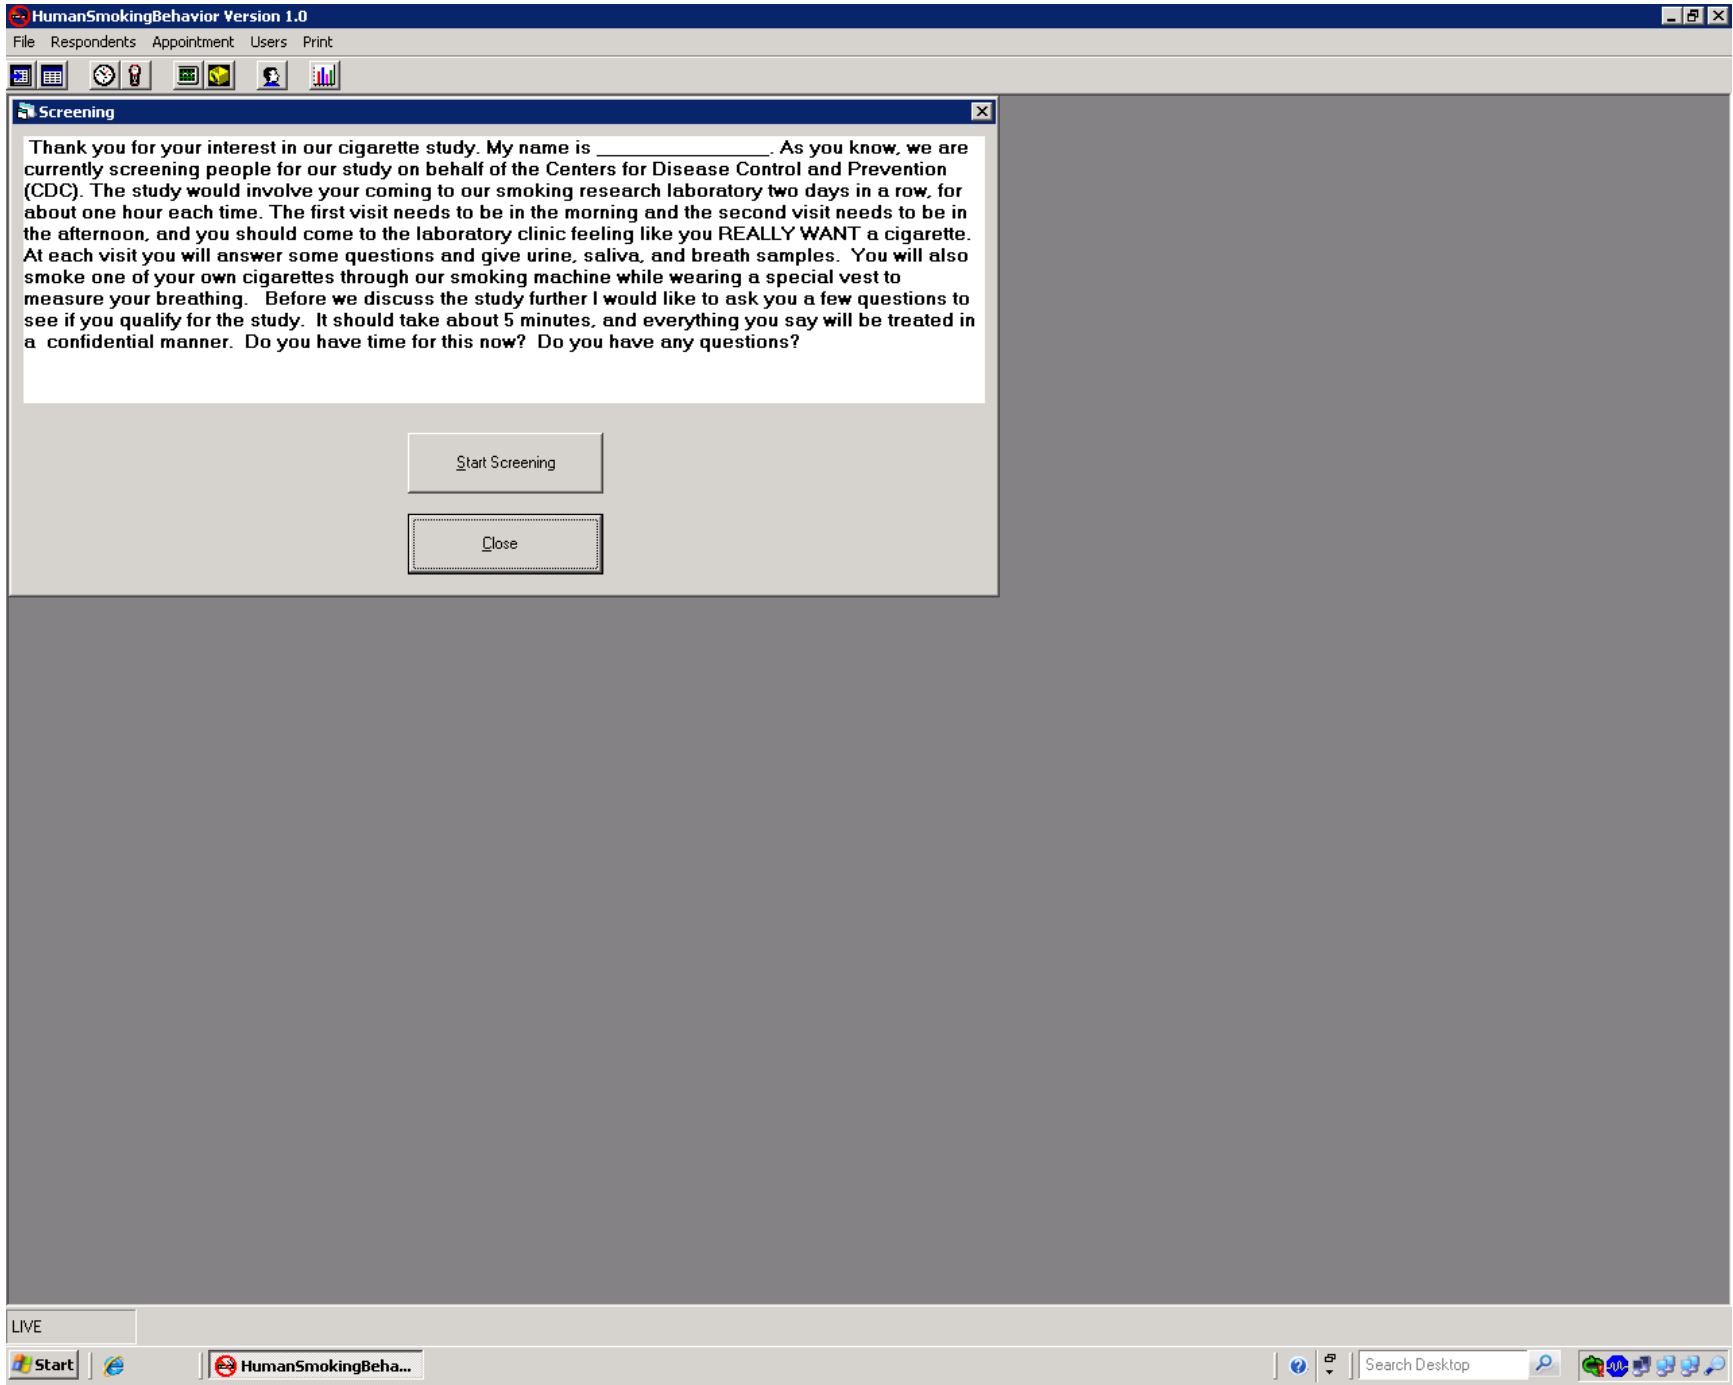 HumanSmokingBehavior Version 1.0
File Respondents Appointment Users Print
Screening
Thank you for your interest in our cigarette study. My name is __________________. As you know, we are
currently screening people for our study on behalf of the Centers for Disease Control and Prevention
(CDC). The study would involve your coming to our smoking research laboratory two days in a row, for
about one hour each time. The first visit needs to be in the morning and the second visit needs to be in
the afternoon, and you should come to the laboratory clinic feeling like you REALLY WANT a cigarette.
At each visit you will answer some questions and give urine, saliva, and breath samples. You will also
smoke one of your own cigarettes through our smoking machine while wearing a special vest to
measure your breathing. Before we discuss the study further I would like to ask you a few questions to
see if you qualify for the study. It should take about 5 minutes, and everything you say will be treated in
a confidential manner. Do you have time for this now? Do you have any questions?
Start Screening
Close
LIVE
Start HumanSmokingBeha... Search Desktop